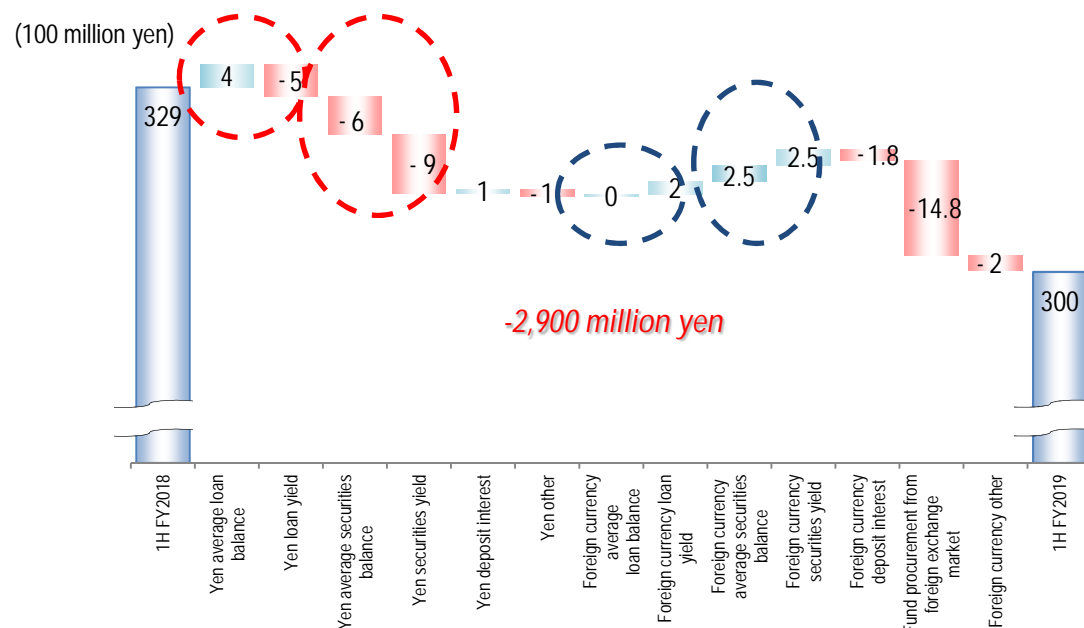 (100 million yen)
329
4
- 5
- 6
- 9
1
- 1
0
2
2.5
2.5
-1.8
-14.8
- 2
300
-2,900 million yen
1H FY2018
Yen average loan
balance
Yen loan yield
Yen average securities
balance
Yen securities yield
Yen deposit interest
Yen other
Foreign currency
average
loan balance
Foreign currency loan
yield
Foreign currency
average securities
balance
Foreign currency
securities yield
Foreign currency
deposit interest
Fund procurement from
foreign exchange
market
Foreign currency other
1H FY2019